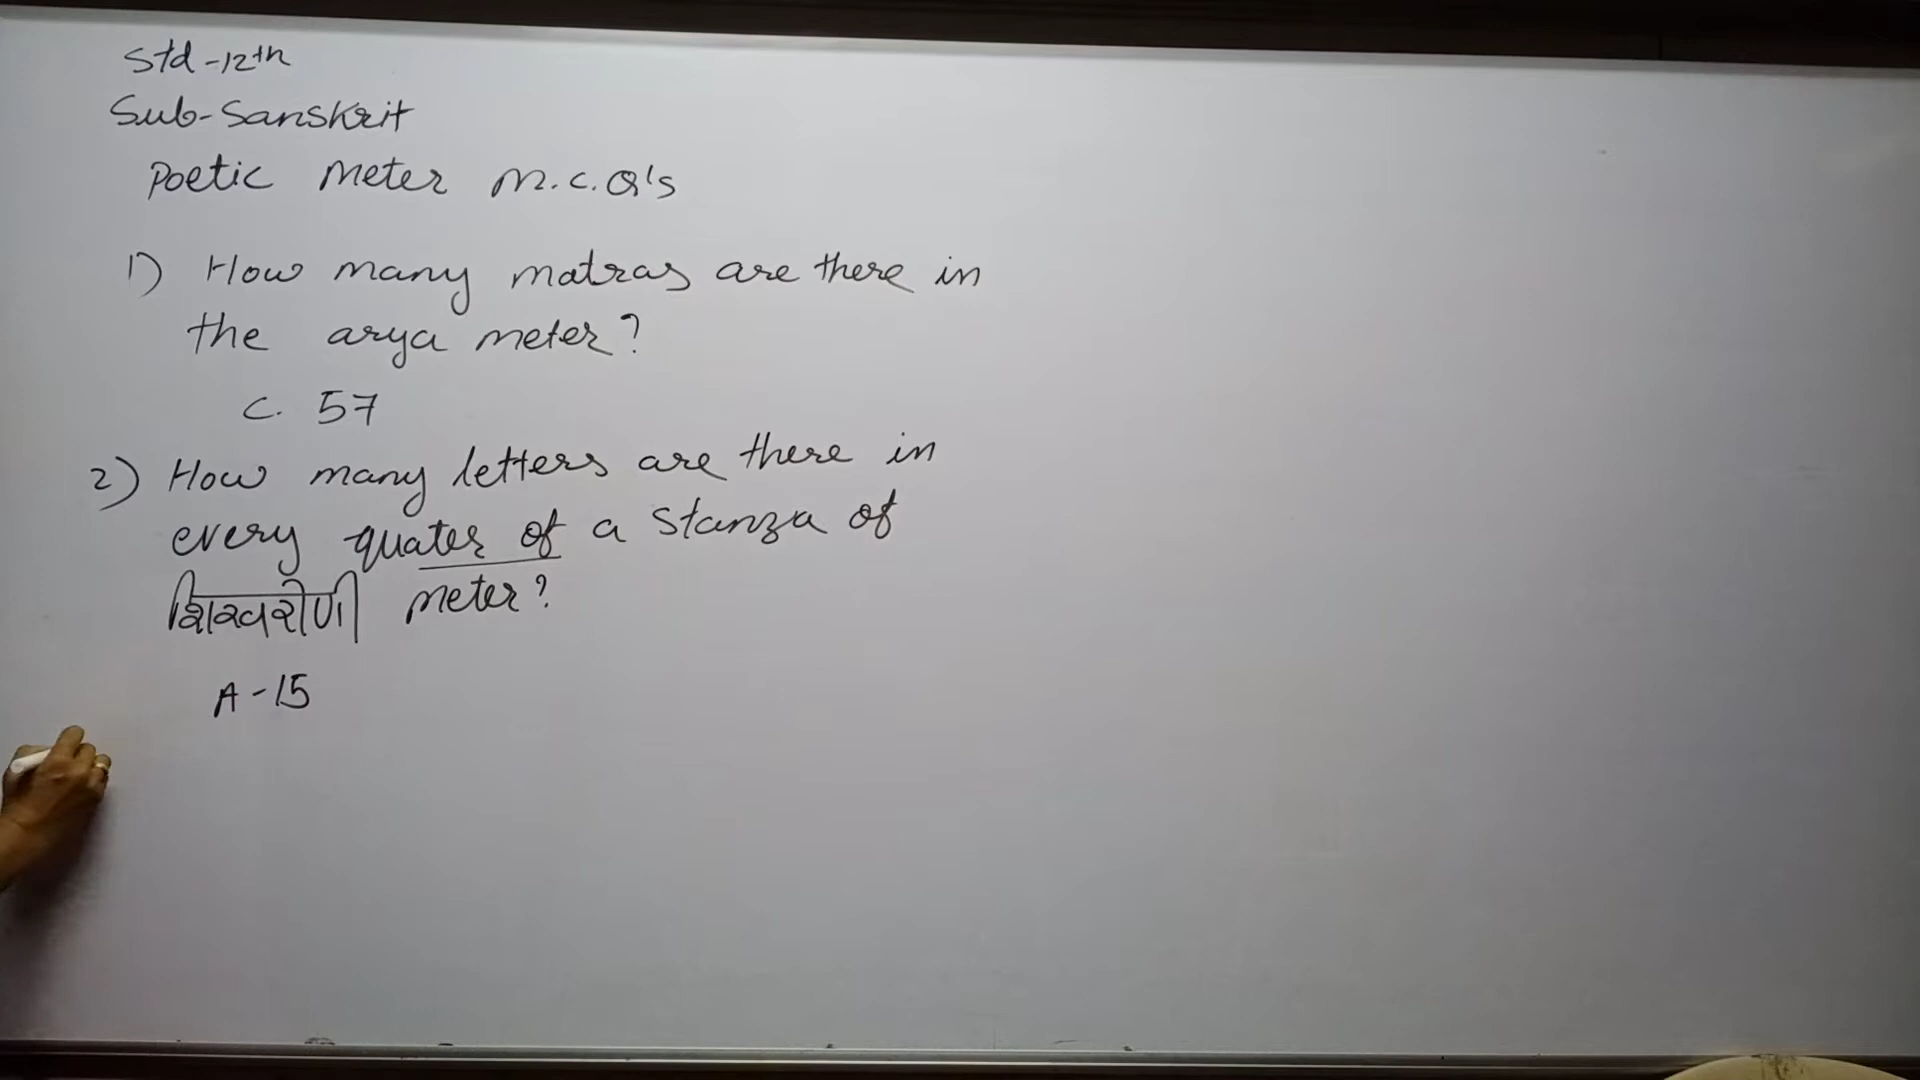 Std-12th
Sub-Sanskrit
Poetic Meter M.C.Q's
1) How many matras are there in
the arya meter?
C. 57
2) How many letters are there in
every quater of a stanza of
शिखरीणी meter?
A-15